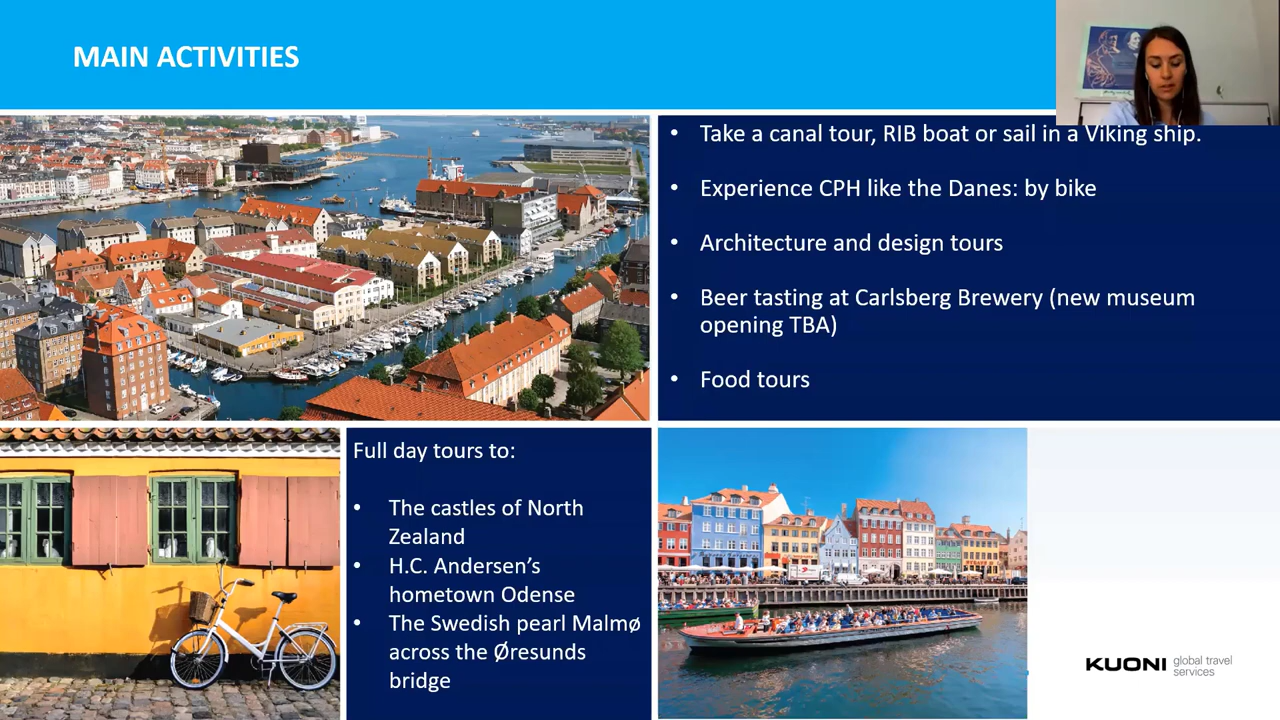 MAIN ACTIVITIES
• Take a canal tour, RIB boat or sail in a Viking ship.
• Experience CPH like the Danes: by bike
• Architecture and design tours
• Beer tasting at Carlsberg Brewery (new museum
opening TBA)
• Food tours
Full day tours to:
• The castles of North
Zealand
• H.C. Andersen’s
hometown Odense
• The Swedish pearl Malmø
across the Øresunds
bridge
KUONI global travel
services